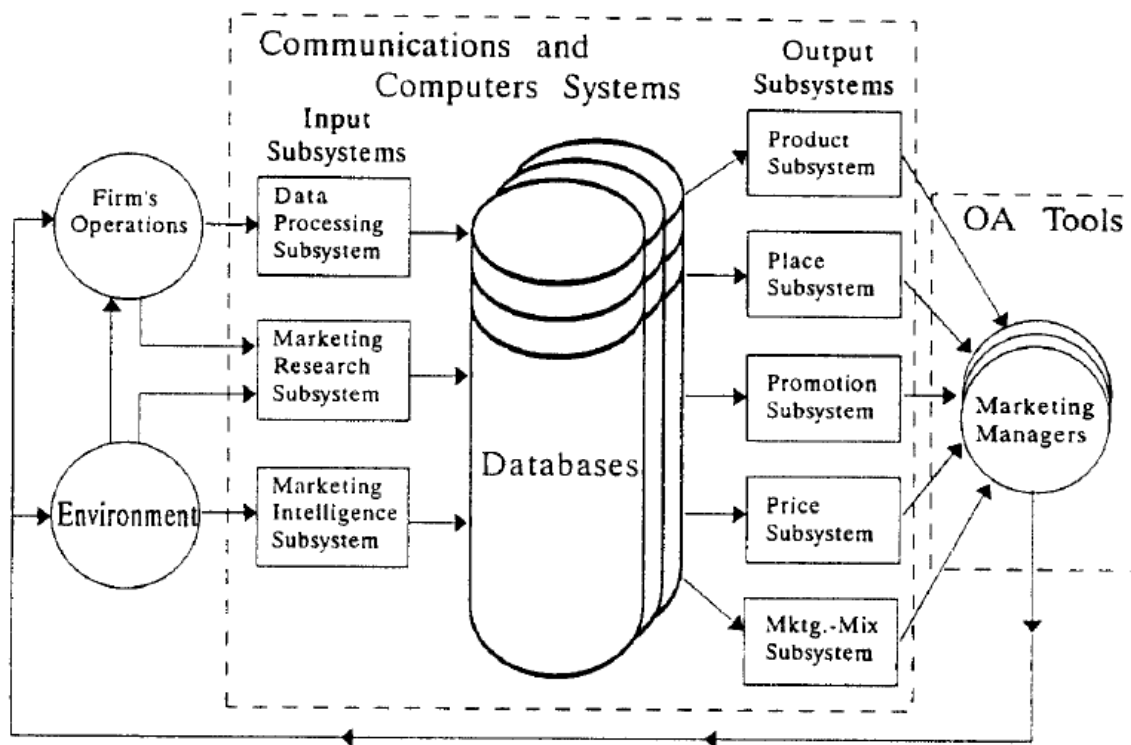 Communications and
Computers Systems
Output
Subsystems
Input
Subsystems
Firm's
Operations
Data
Processing
Subsystem
Product
Subsystem
OA Tools
Place
Subsystem
Marketing
Research
Subsystem
Promotion
Subsystem
Marketing
Managers
Databases
Environment
Marketing
Intelligence
Subsystem
Price
Subsystem
Mktg.-Mix
Subsystem